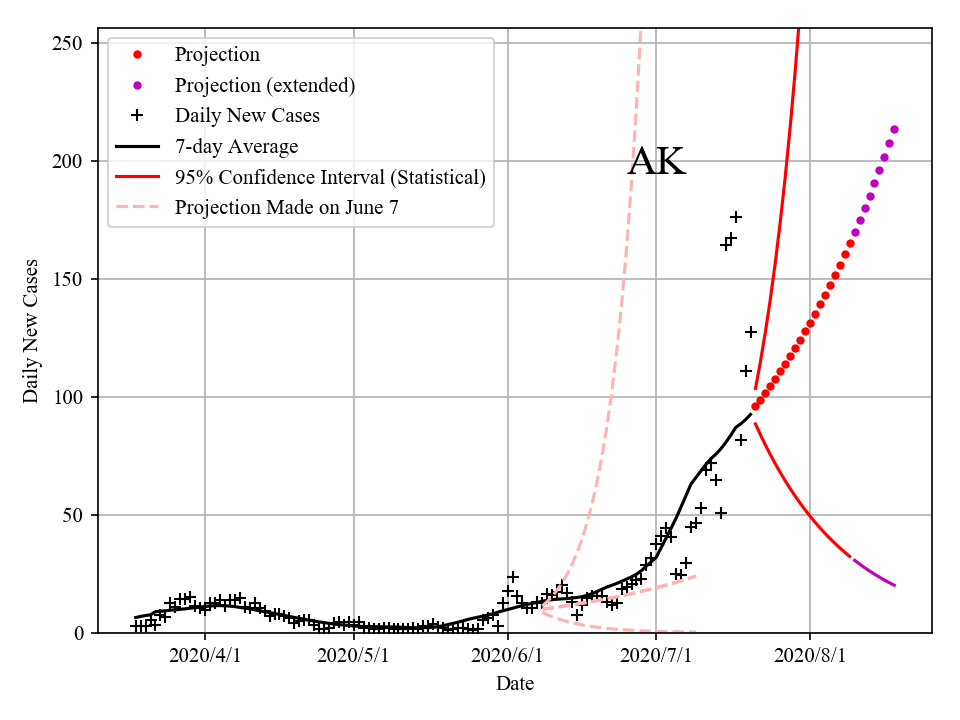 250
200
150
100
50
0
Daily New Cases
Projection
Projection (extended)
Daily New Cases
7-day Average
95% Confidence Interval (Statistical)
Projection Made on June 7
AK
2020/4/1 2020/5/1 2020/6/1 2020/7/1 2020/8/1
Date